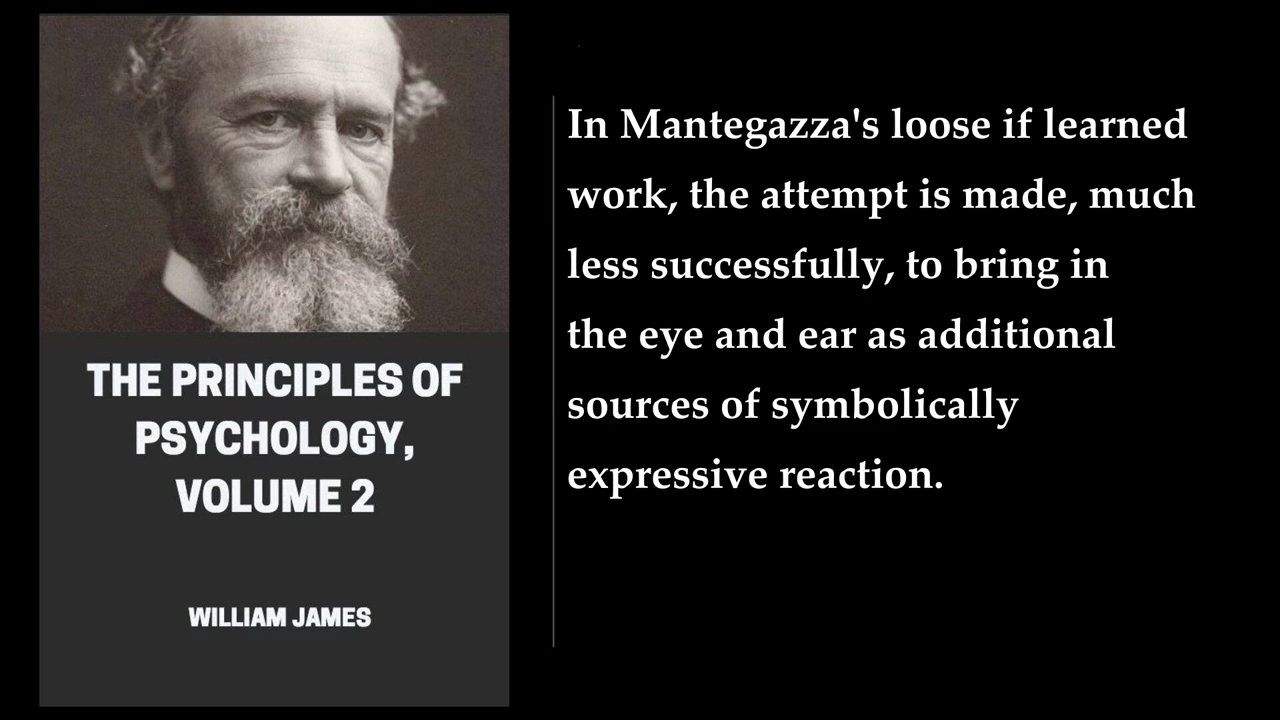 THE PRINCIPLES OF
PSYCHOLOGY,
VOLUME 2
WILLIAM JAMES
In Mantegazza's loose if learned
work, the attempt is made, much
less successfully, to bring in
the eye and ear as additional
sources of symbolically
expressive reaction.